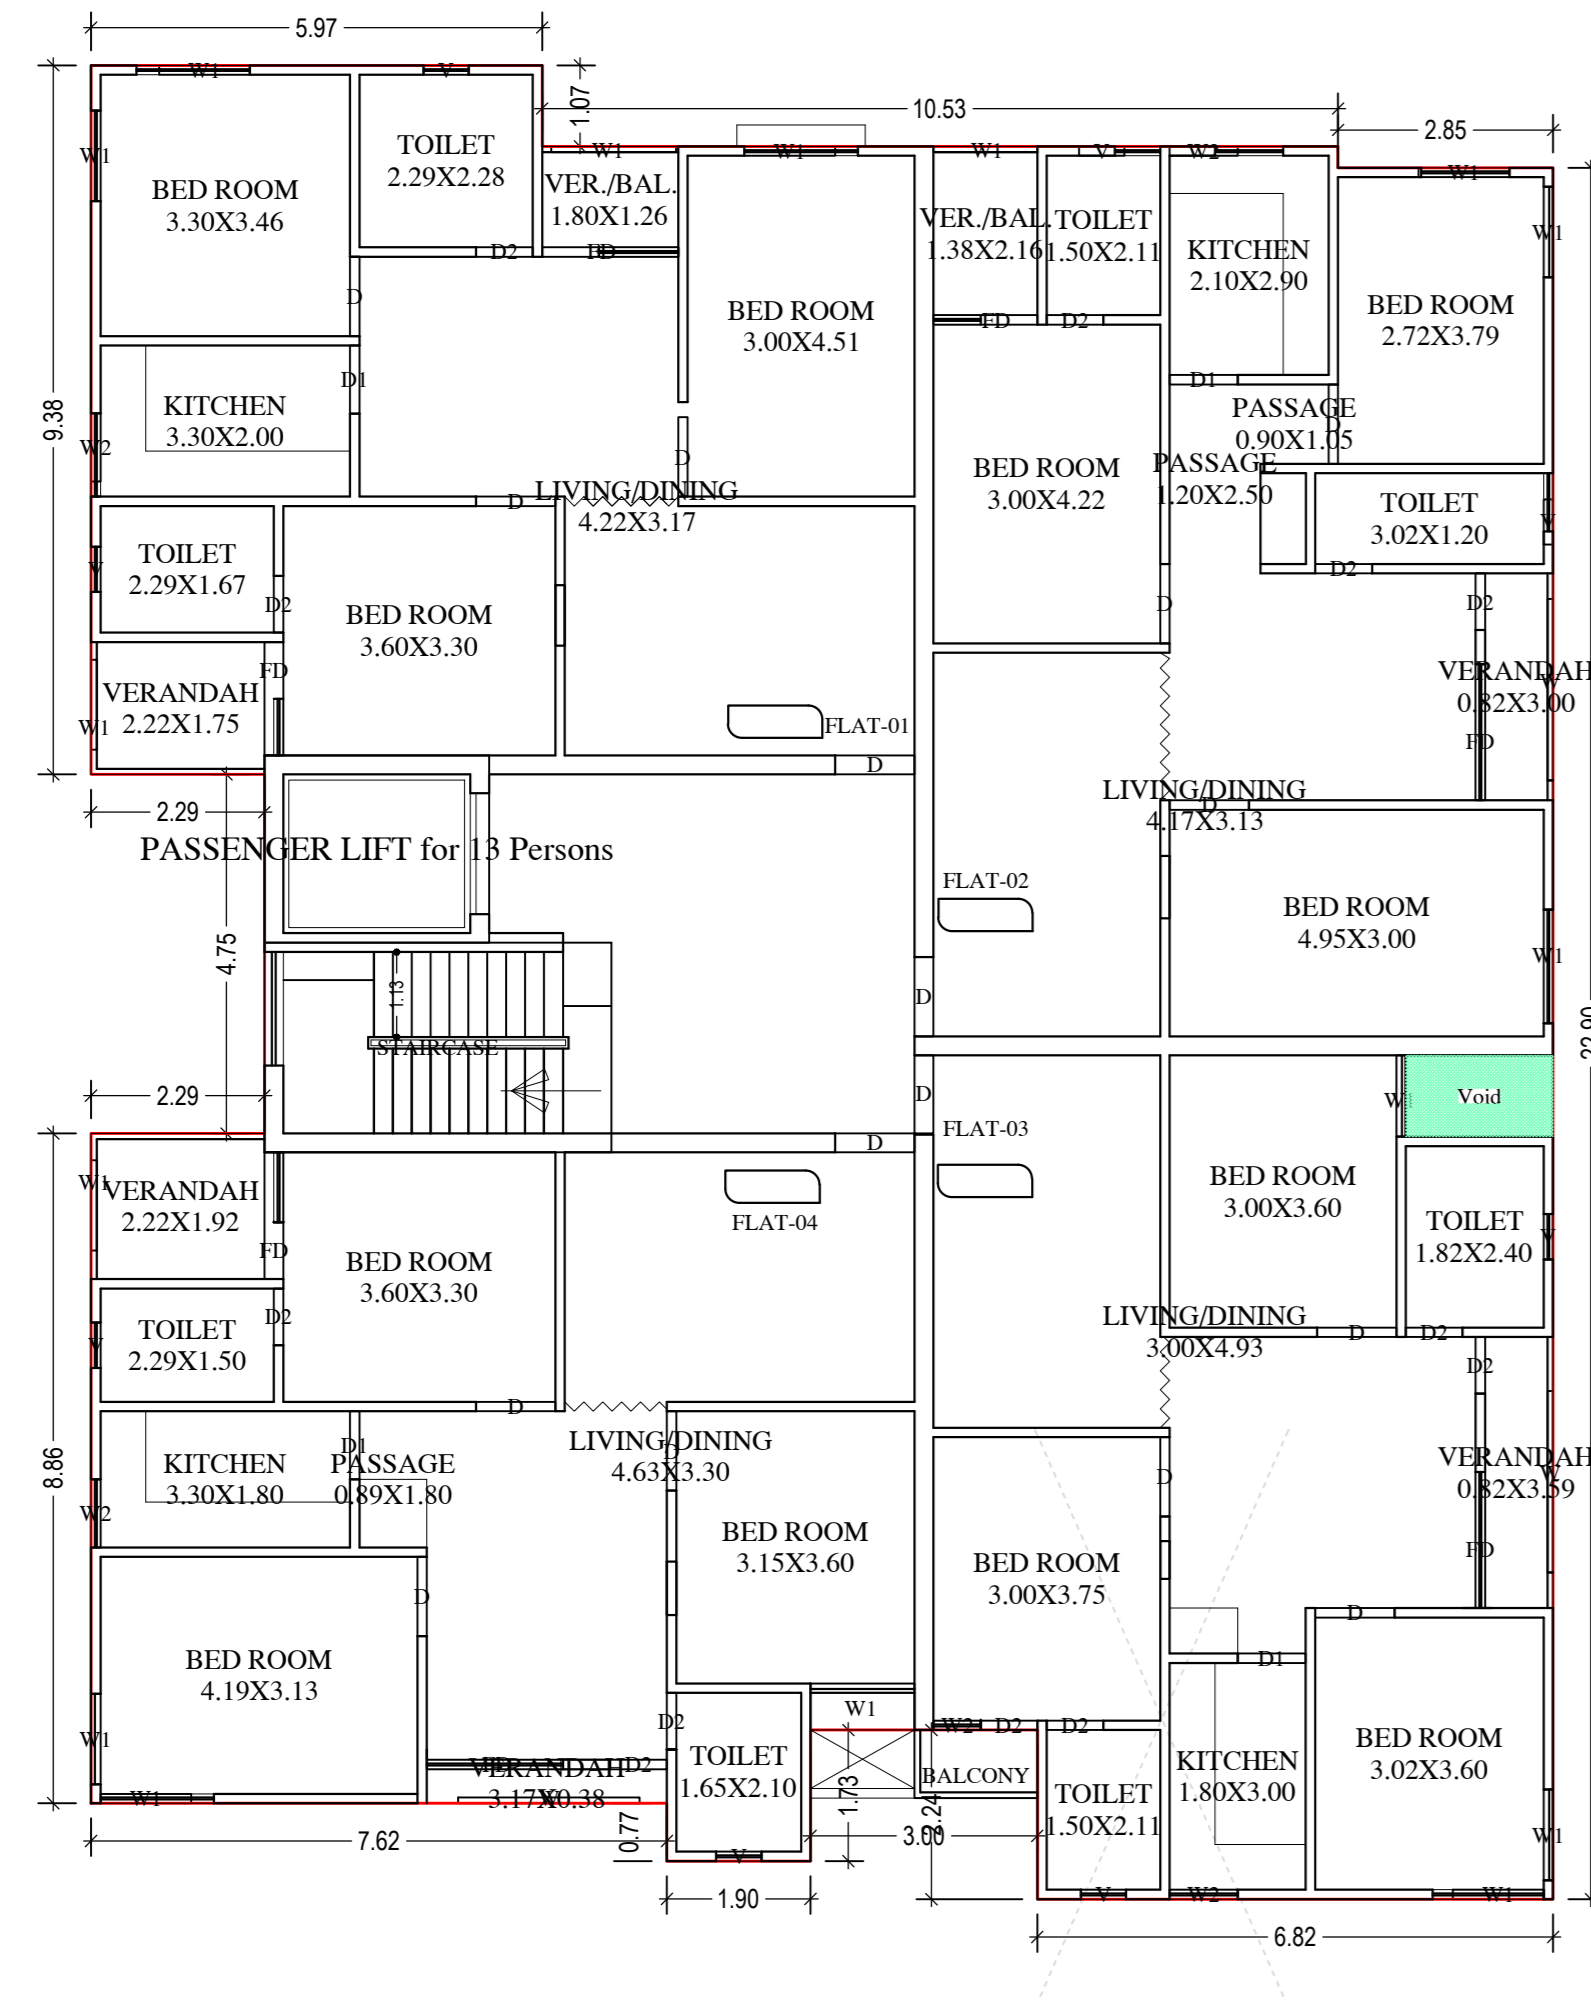 5.97
1.07
10.53
2.85
W1
V
BED ROOM
3.30X3.46
W1
TOILET
2.29X2.28
D2
W1
VER./BAL.
1.80X1.26
FD
W1
BED ROOM
3.00X4.51
W1
VER./BAL.
1.38X2.16
FD
V
TOILET
1.50X2.11
D2
W2
KITCHEN
2.10X2.90
D1
W1
W1
BED ROOM
2.72X3.79
D
D1
KITCHEN
3.30X2.00
W2
9.38
D
D
LIVING/DINING
4.22X3.17
BED ROOM
3.00X4.22
PASSAGE
0.90X1.05
D
PASSAGE
1.20X2.50
TOILET
3.02X1.20
V
D2
TOILET
2.29X1.67
V
D2
BED ROOM
3.60X3.30
D
D2
FD
VERANDAH
2.22X1.75
W1
VERANDAH
0.82X3.00
W
FD
FLAT-01
D
2.29
LIVING/DINING
4.17X3.13
D
PASSENGER LIFT for 13 Persons
FLAT-02
BED ROOM
4.95X3.00
W1
4.75
1.13
D
STAIRCASE
22.90
2.29
D
Void
W
FLAT-03
D
VERANDAH
2.22X1.92
W1
FD
FLAT-04
BED ROOM
3.00X3.60
TOILET
1.82X2.40
V
BED ROOM
3.60X3.30
D2
TOILET
2.29X1.50
V
LIVING/DINING
3.00X4.93
D
D2
D2
D
8.86
KITCHEN
3.30X1.80
W2
D1
PASSAGE
0.89X1.80
LIVING/DINING
4.63X3.30
D
D
VERANDAH
0.82X3.59
W
FD
BED ROOM
3.15X3.60
BED ROOM
3.00X3.75
D
D
D1
BED ROOM
4.19X3.13
W1
W1
D2
W1
W2
D2
D2
VERANDAH
3.17X0.38
D2
W
TOILET
1.65X2.10
V
BALCONY
TOILET
1.50X2.11
V
KITCHEN
1.80X3.00
W2
BED ROOM
3.02X3.60
W1
W1
7.62
0.77
1.73
2.24
3.00
1.90
6.82